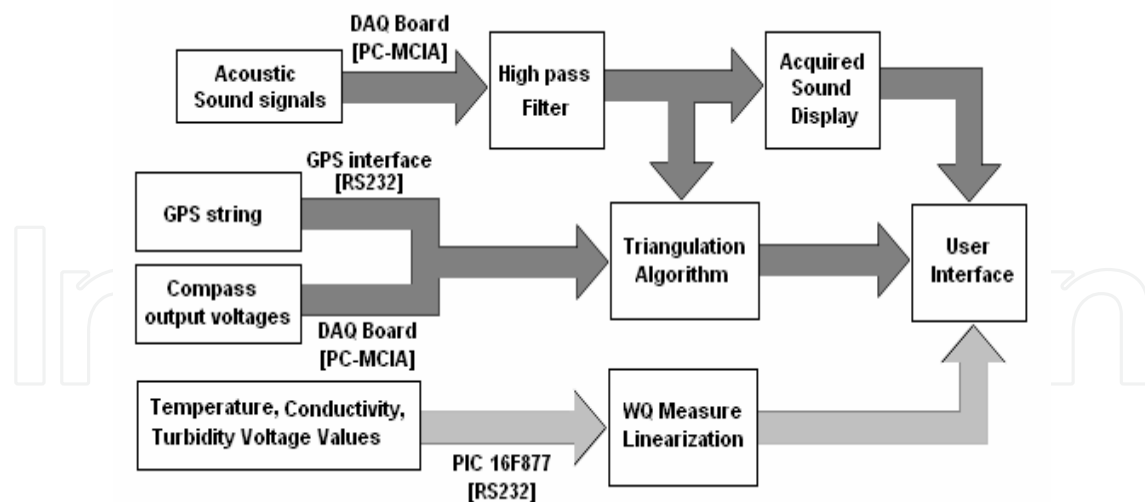 DAQ Board
[PC-MCIA]
Acoustic
Sound signals
High pass
Filter
Acquired
Sound
Display
GPS interface
[RS232]
GPS string
Compass
output voltages
DAQ Board
[PC-MCIA]
Triangulation
Algorithm
User
Interface
Temperature, Conductivity,
Turbidity Voltage Values
PIC 16F877
[RS232]
WQ Measure
Linearization